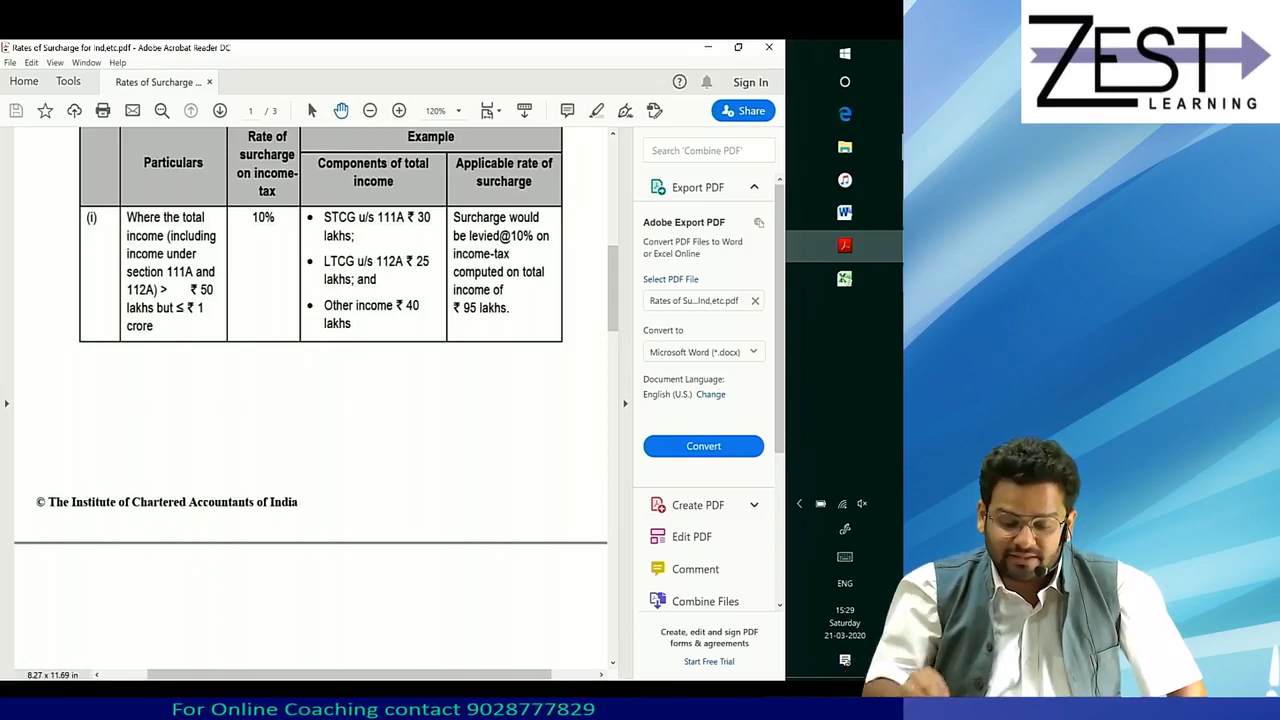 Rates of Surcharge for Ind,etc.pdf - Adobe Acrobat Reader DC
File Edit View Window Help
Home Tools Rates of Surcharge ... × Sign In
1 / 3 120% Share
Particulars
Rate of
surcharge
on income-
tax
Example
Components of total
income
Applicable rate of
surcharge
(i)
Where the total
income (including
income under
section 111A and
112A) > ₹ 50
lakhs but ≤ ₹ 1
crore
10%
• STCG u/s 111A ₹ 30
lakhs;
• LTCG u/s 112A ₹ 25
lakhs; and
• Other income ₹ 40
lakhs
Surcharge would
be levied@10% on
income-tax
computed on total
income of
₹ 95 lakhs.
© The Institute of Chartered Accountants of India
8.27 x 11.69 in
Search 'Combine PDF'
Export PDF
Adobe Export PDF
Convert PDF Files to Word
or Excel Online
Select PDF File
Rates of Su...Ind,etc.pdf
Convert to
Microsoft Word (*.docx)
Document Language:
English (U.S.) Change
Convert
Create PDF
Edit PDF
Comment
Combine Files
Create, edit and sign PDF
forms & agreements
Start Free Trial
ENG
15:29
Saturday
21-03-2020
ZEST
LEARNING
For Online Coaching contact 9028777829